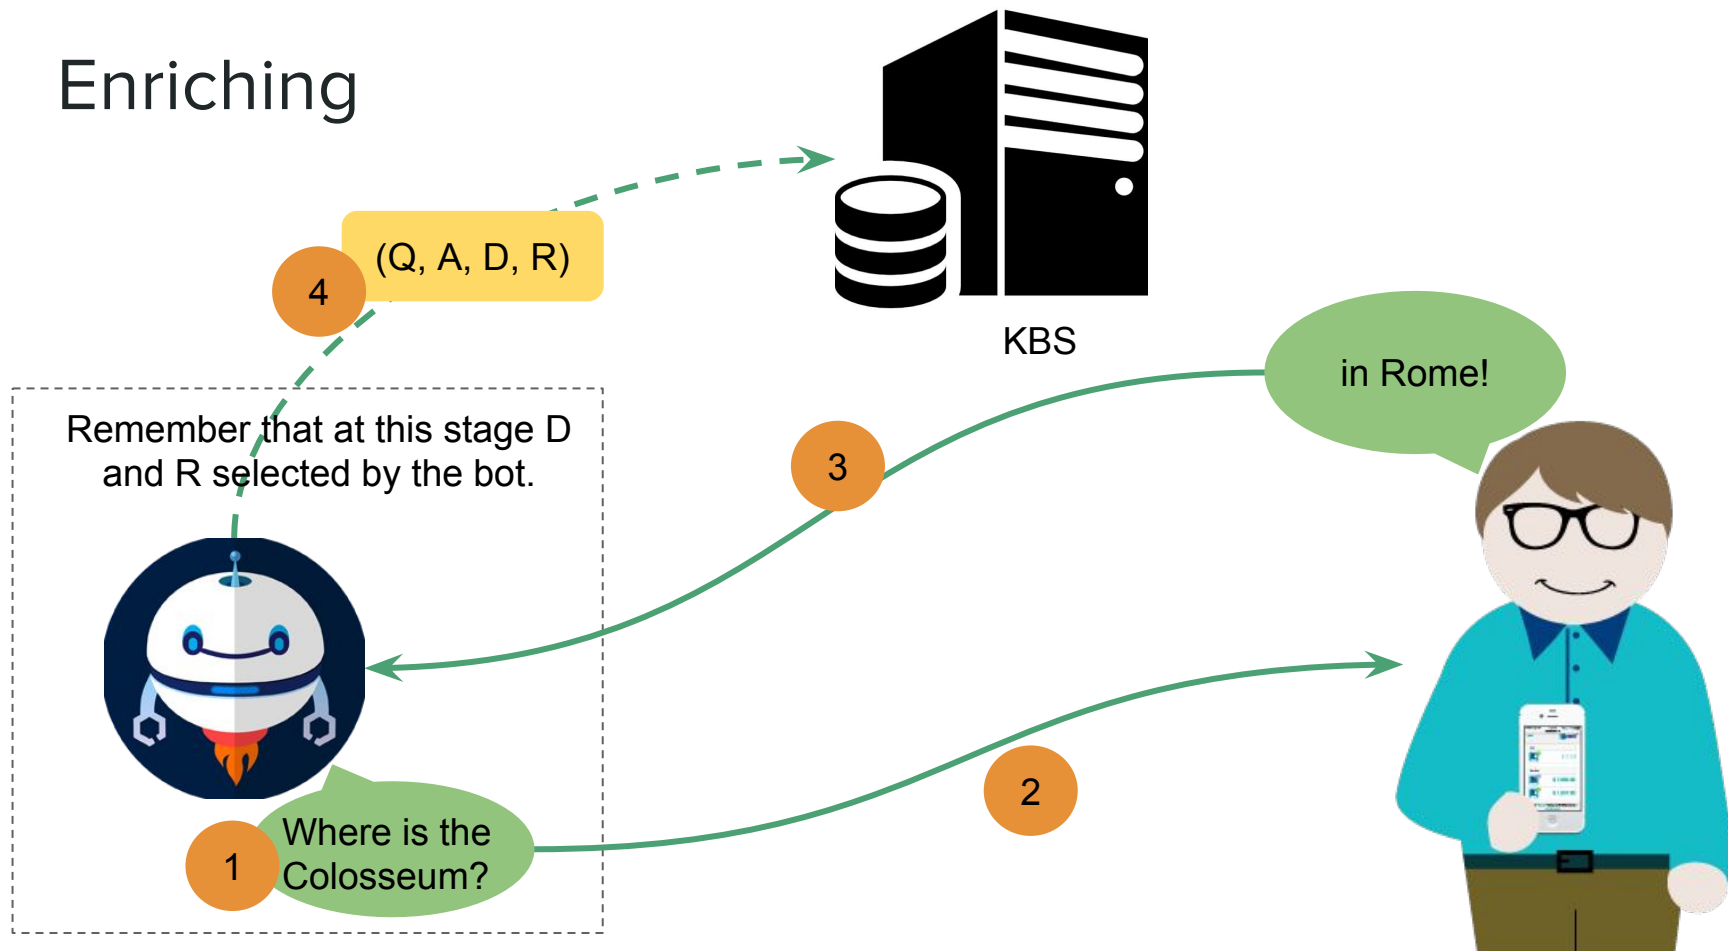 Enriching
(Q, A, D, R)
4
KBS
in Rome!
Remember that at this stage D
and R selected by the bot.
3
2
Where is the
Colosseum?
1